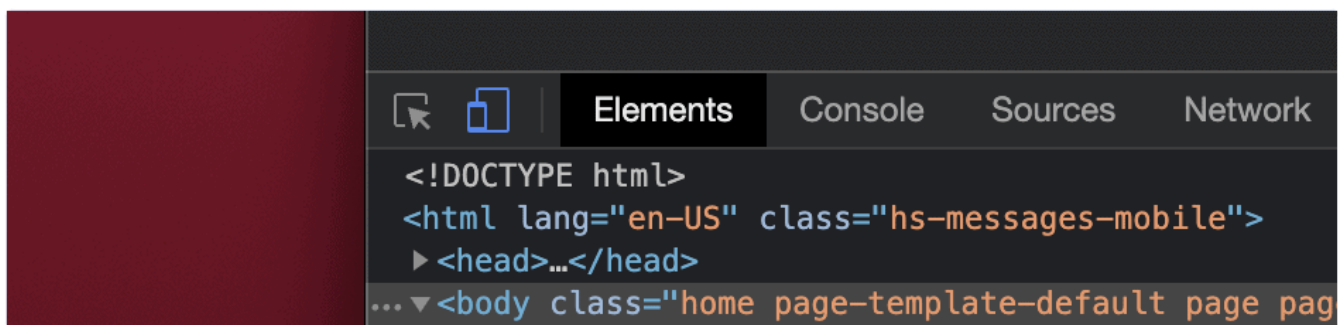 Elements Console Sources Network
<!DOCTYPE html>
<html lang="en-US" class="hs-messages-mobile">
<head>…</head>
<body class="home page-template-default page pag